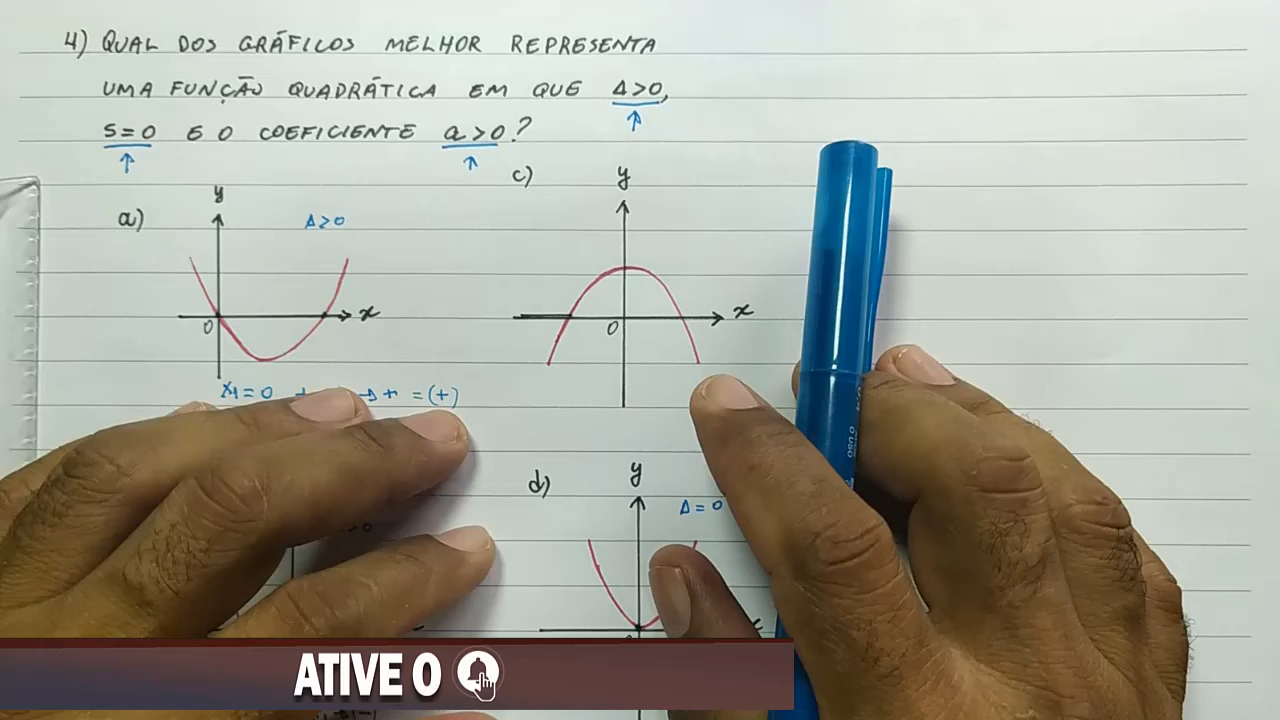 4) QUAL DOS GRÁFICOS MELHOR REPRESENTA
UMA FUNÇÃO QUADRÁTICA EM QUE Δ>0,
S=0 E O COEFICIENTE a>0?
a)
y
Δ>0
x
0
x1=0
+ = (+)
c)
y
x
0
d)
y
Δ=0
O USO
ATIVE O